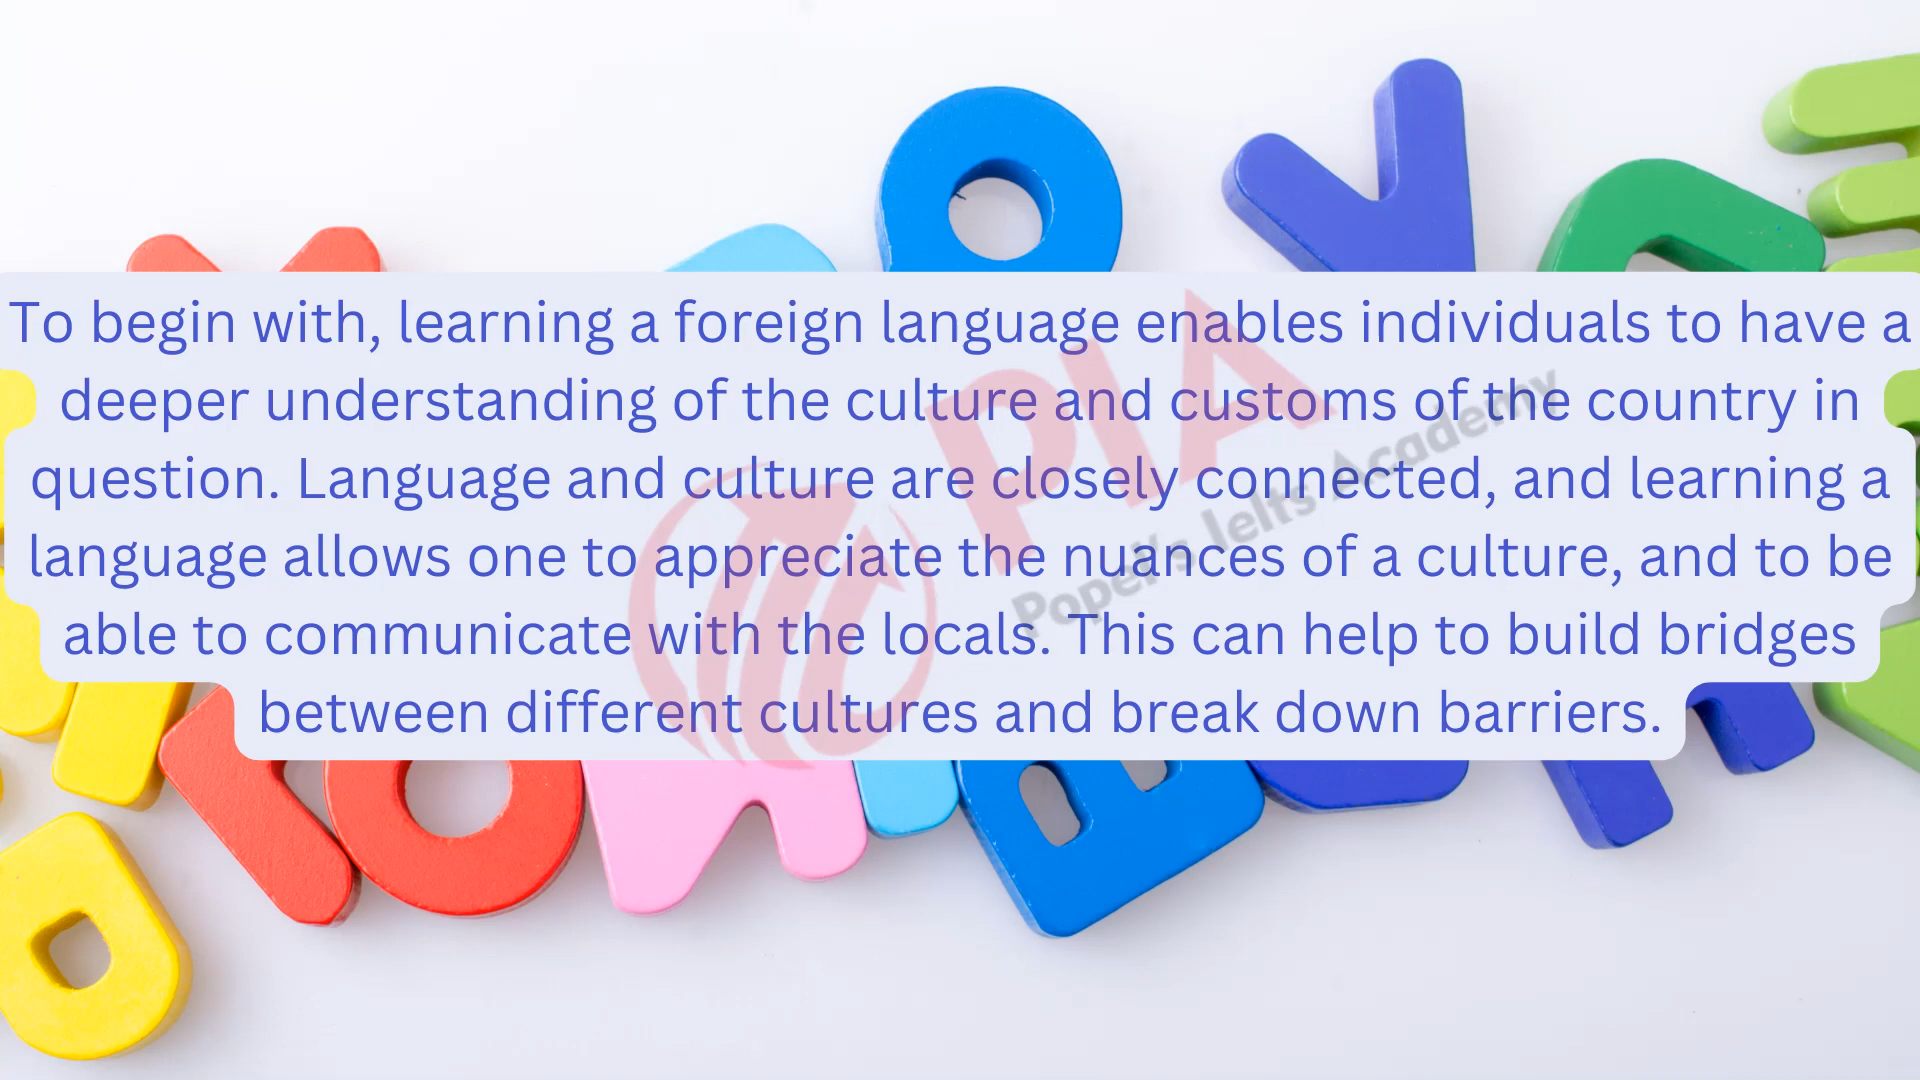 To begin with, learning a foreign language enables individuals to have a
deeper understanding of the culture and customs of the country in
question. Language and culture are closely connected, and learning a
language allows one to appreciate the nuances of a culture, and to be
able to communicate with the locals. This can help to build bridges
between different cultures and break down barriers.
PIA
Popeyi's Ielts Academy